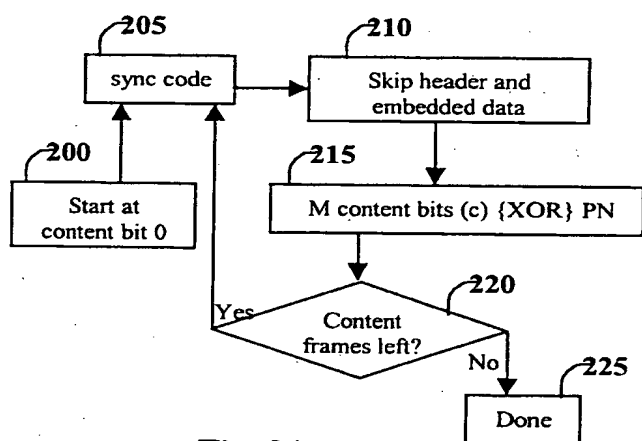 205
sync code
210
Skip header and
embedded data
200
Start at
content bit 0
215
M content bits (c) {XOR} PN
220
Content
frames left?
Yes
No
225
Done